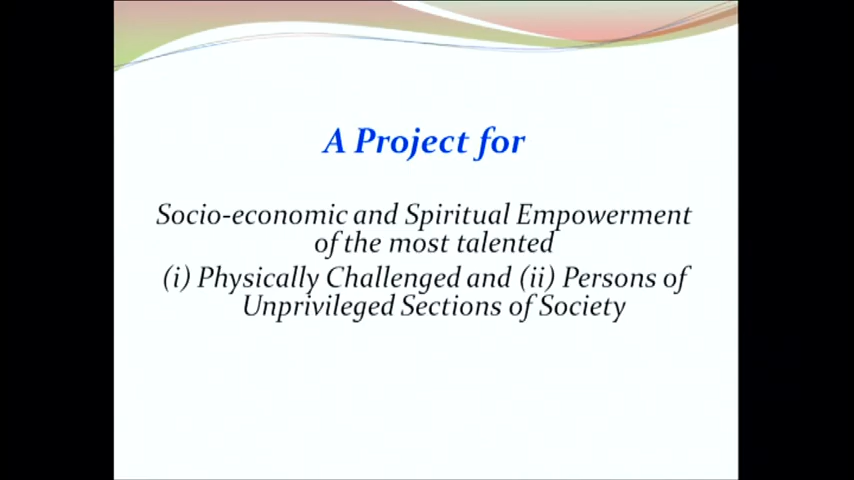 A Project for
Socio-economic and Spiritual Empowerment
of the most talented
(i) Physically Challenged and (ii) Persons of
Unprivileged Sections of Society